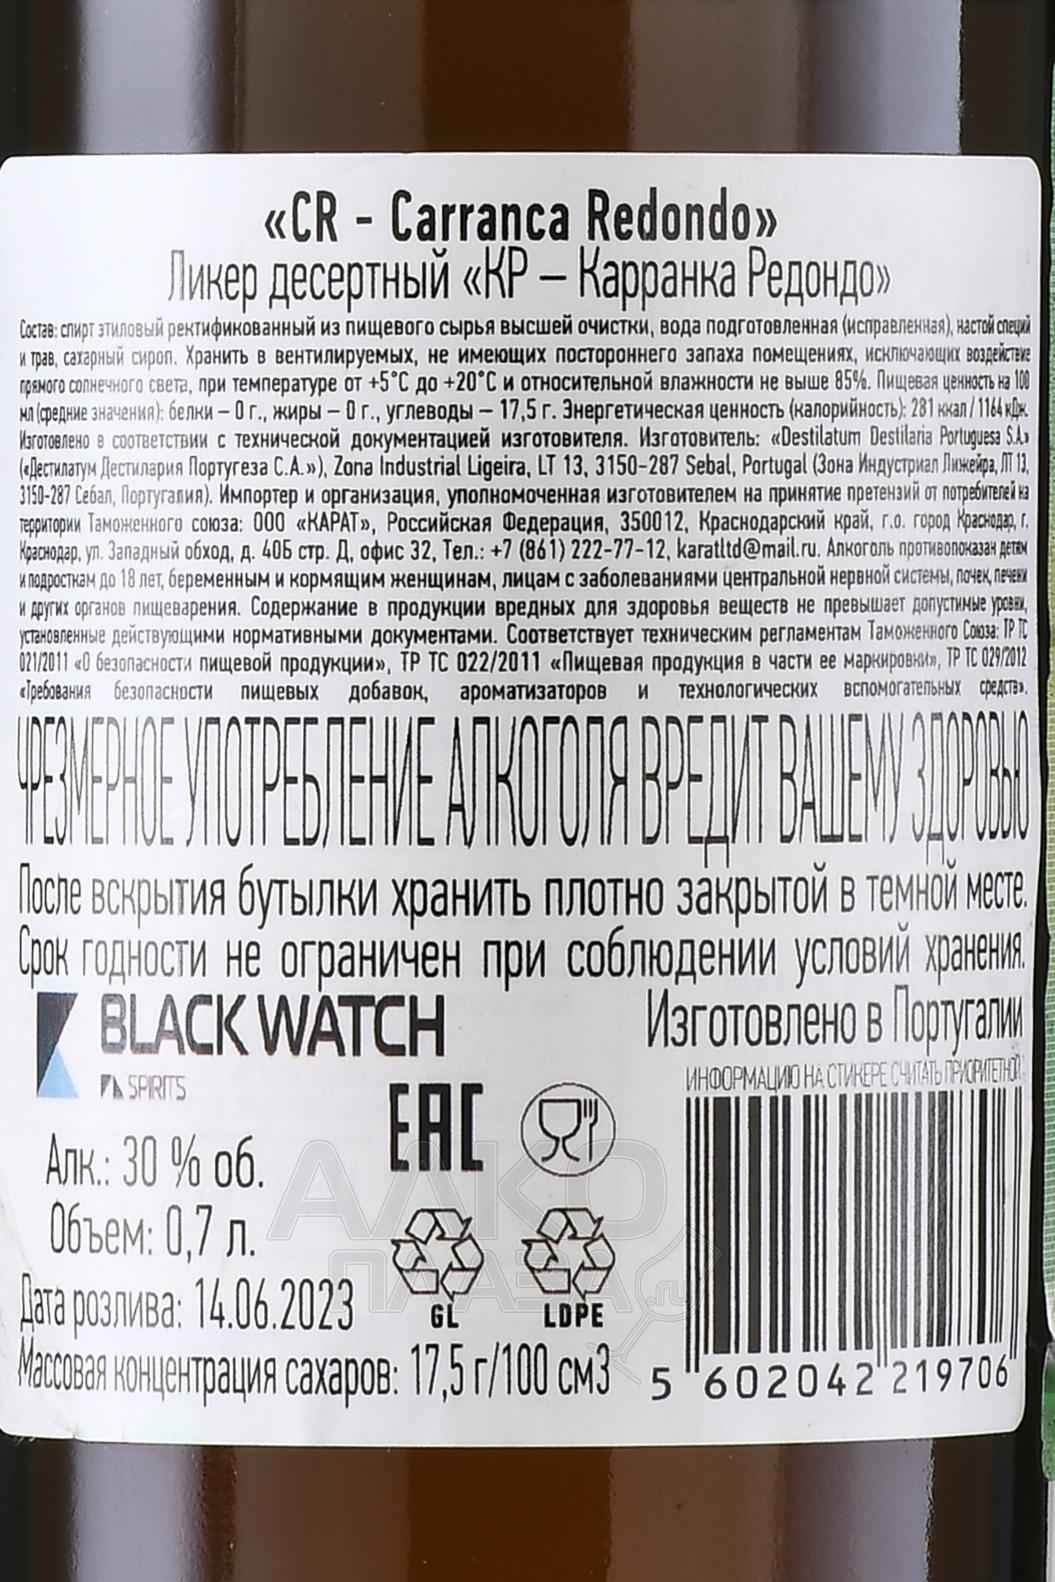 «CR - Carranca Redondo»
Ликер десертный «КР – Карранка Редондо»
Состав: спирт этиловый ректификованный из пищевого сырья высшей очистки, вода подготовленная (исправленная), настой специй
и трав, сахарный сироп. Хранить в вентилируемых, не имеющих постороннего запаха помещениях, исключающих воздействие
прямого солнечного света, при температуре от +5°С до +20°С и относительной влажности не выше 85%. Пищевая ценность на 100
мл (средние значения): белки – 0 г., жиры – 0 г., углеводы – 17,5 г. Энергетическая ценность (калорийность): 281 ккал / 1164 кДж.
Изготовлено в соответствии с технической документацией изготовителя. Изготовитель: «Destilatum Destilaria Portuguesa S.A.»
(«Дестилатум Дестилария Португеза С.А.»), Zona Industrial Ligeira, LT 13, 3150-287 Sebal, Portugal (Зона Индустриал Лижейра, ЛТ 13,
3150-287 Себал, Португалия). Импортер и организация, уполномоченная изготовителем на принятие претензий от потребителей на
территории Таможенного союза: ООО «КАРАТ», Российская Федерация, 350012, Краснодарский край, г.о. город Краснодар, г.
Краснодар, ул. Западный обход, д. 40Б стр. Д, офис 32, Тел.: +7 (861) 222-77-12, karatltd@mail.ru. Алкоголь противопоказан детям
и подросткам до 18 лет, беременным и кормящим женщинам, лицам с заболеваниями центральной нервной системы, почек, печени
и других органов пищеварения. Содержание в продукции вредных для здоровья веществ не превышает допустимые уровни,
установленные действующими нормативными документами. Соответствует техническим регламентам Таможенного Союза: ТР ТС
021/2011 «О безопасности пищевой продукции», ТР ТС 022/2011 «Пищевая продукция в части ее маркировки», ТР ТС 029/2012
«Требования безопасности пищевых добавок, ароматизаторов и технологических вспомогательных средств».
ЧРЕЗМЕРНОЕ УПОТРЕБЛЕНИЕ АЛКОГОЛЯ ВРЕДИТ ВАШЕМУ ЗДОРОВЬЮ
После вскрытия бутылки хранить плотно закрытой в темной месте.
Срок годности не ограничен при соблюдении условий хранения.
BLACK WATCH
SPIRITS
Изготовлено в Португалии
ИНФОРМАЦИЮ НА СТИКЕРЕ СЧИТАТЬ ПРИОРИТЕТНОЙ
EAC
Алк.: 30 % об.
Объем: 0,7 л.
GL
LDPE
Дата розлива: 14.06.2023
Массовая концентрация сахаров: 17,5 г/100 см3
5 602042 219706
АЛКО
ПЛАЗА.ru